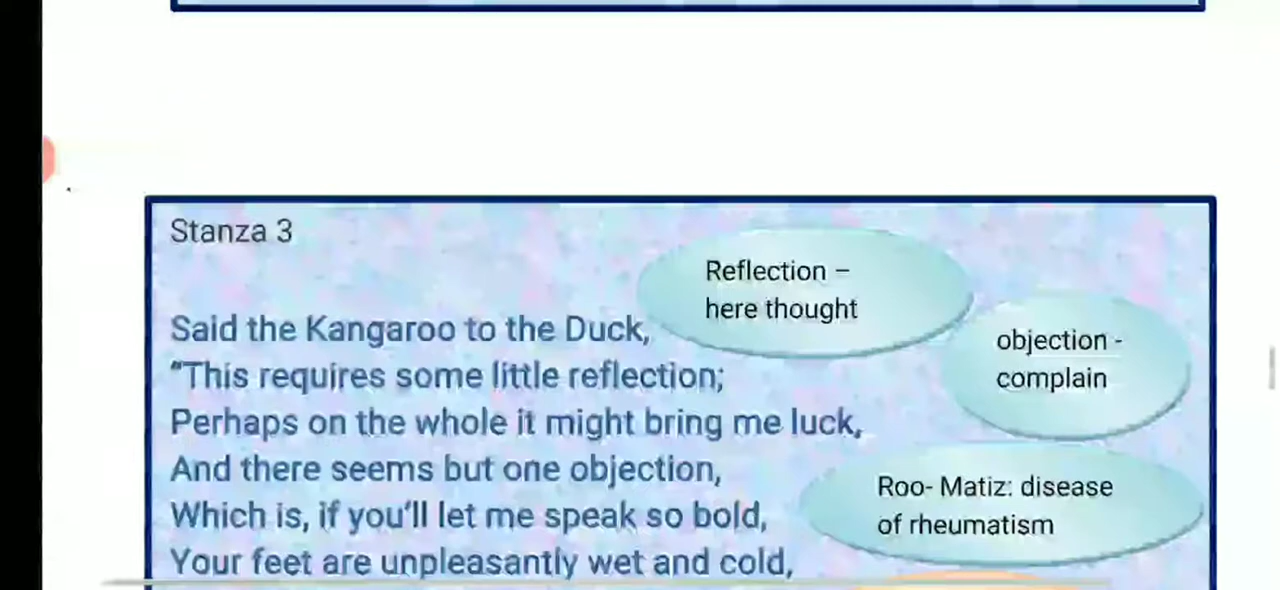 Stanza 3
Reflection –
here thought
Said the Kangaroo to the Duck,
objection -
complain
“This requires some little reflection;
Perhaps on the whole it might bring me luck,
And there seems but one objection,
Roo- Matiz: disease
of rheumatism
Which is, if you'll let me speak so bold,
Your feet are unpleasantly wet and cold,